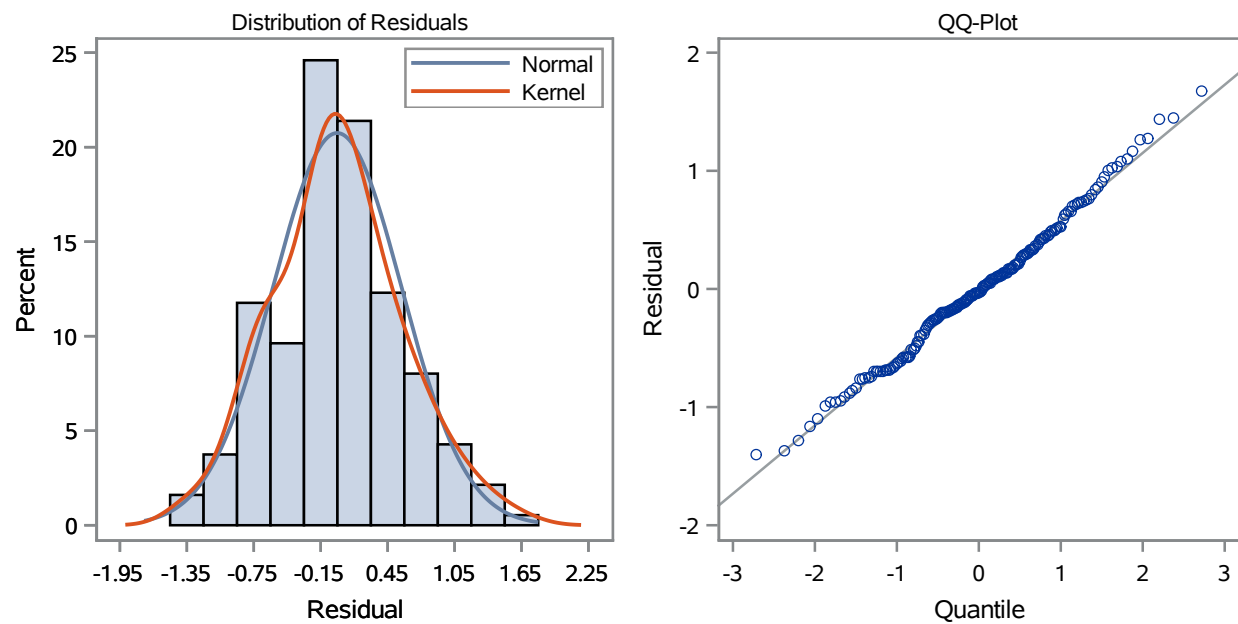 Distribution of Residuals
Normal
Kernel
Percent
25
20
15
10
5
0
-1.95 -1.35 -0.75 -0.15 0.45 1.05 1.65 2.25
Residual
QQ-Plot
Residual
2
1
0
-1
-2
-3 -2 -1 0 1 2 3
Quantile